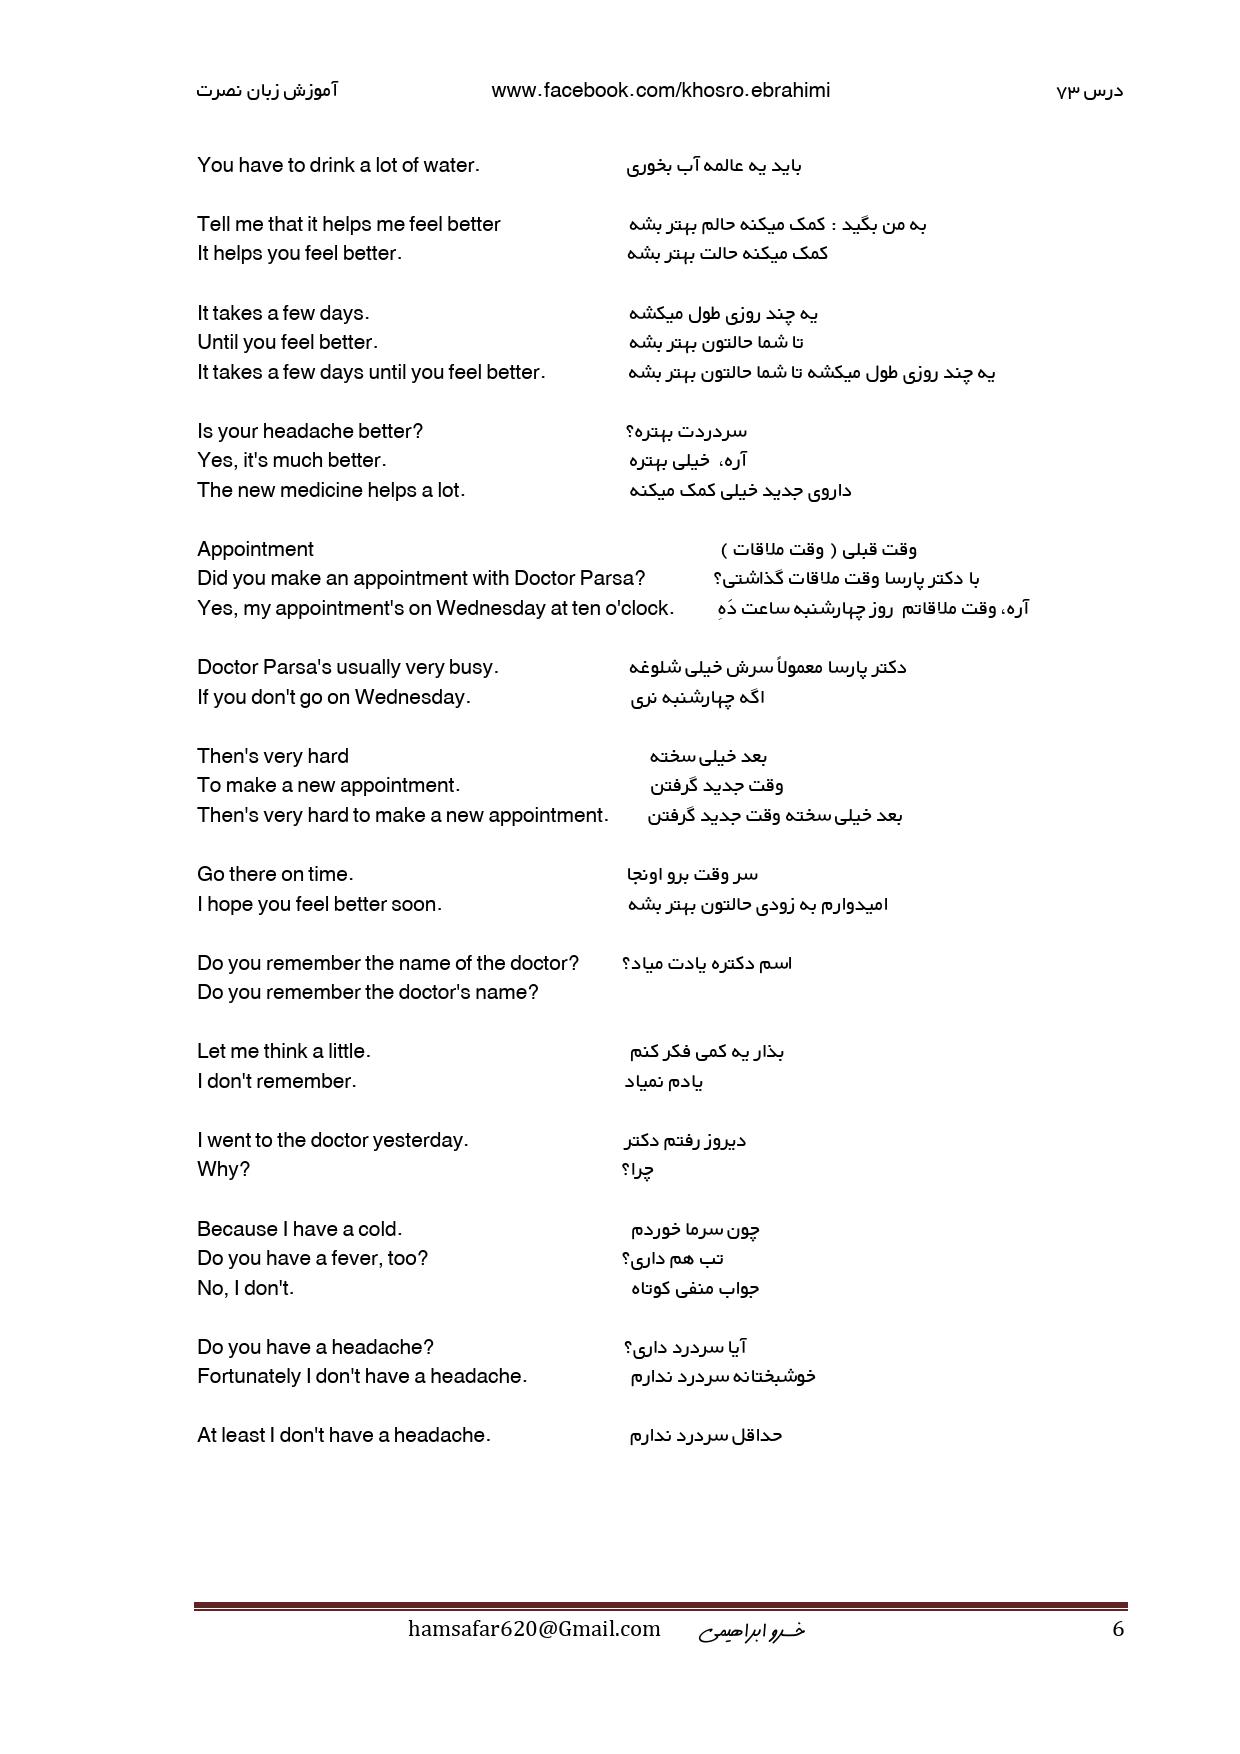 آموزش زبان نصرت www.facebook.com/khosro.ebrahimi درس ۷۳
You have to drink a lot of water. باید یه عالمه آب بخوری
Tell me that it helps me feel better به من بگید : کمک میکنه حالم بهتر بشه
It helps you feel better. کمک میکنه حالت بهتر بشه
It takes a few days. یه چند روزی طول میکشه
Until you feel better. تا شما حالتون بهتر بشه
It takes a few days until you feel better. یه چند روزی طول میکشه تا شما حالتون بهتر بشه
Is your headache better? سردردت بهتره؟
Yes, it's much better. آره، خیلی بهتره
The new medicine helps a lot. داروی جدید خیلی کمک میکنه
Appointment وقت قبلی ( وقت ملاقات )
Did you make an appointment with Doctor Parsa? با دکتر پارسا وقت ملاقات گذاشتی؟
Yes, my appointment's on Wednesday at ten o'clock. آره، وقت ملاقاتم روز چهارشنبه ساعت دَهِ
Doctor Parsa's usually very busy. دکتر پارسا معمولاً سرش خیلی شلوغه
If you don't go on Wednesday. اگه چهارشنبه نری
Then's very hard بعد خیلی سخته
To make a new appointment. وقت جدید گرفتن
Then's very hard to make a new appointment. بعد خیلی سخته وقت جدید گرفتن
Go there on time. سر وقت برو اونجا
I hope you feel better soon. امیدوارم به زودی حالتون بهتر بشه
Do you remember the name of the doctor? اسم دکتره یادت میاد؟
Do you remember the doctor's name?
Let me think a little. بذار یه کمی فکر کنم
I don't remember. یادم نمیاد
I went to the doctor yesterday. دیروز رفتم دکتر
Why? چرا؟
Because I have a cold. چون سرما خوردم
Do you have a fever, too? تب هم داری؟
No, I don't. جواب منفی کوتاه
Do you have a headache? آیا سردرد داری؟
Fortunately I don't have a headache. خوشبختانه سردرد ندارم
At least I don't have a headache. حداقل سردرد ندارم
hamsafar620@Gmail.com خسرو ابراهیمی 6